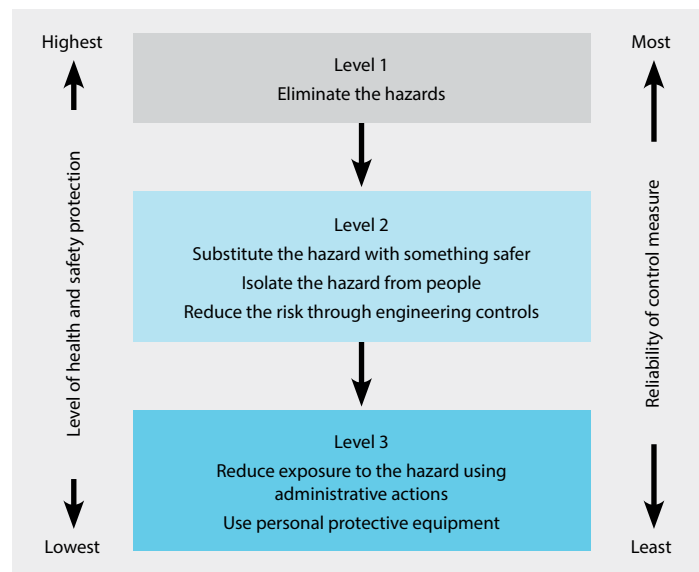 Highest
Most
Level 1
Eliminate the hazards
Level of health and safety protection
Reliability of control measure
Level 2
Substitute the hazard with something safer
Isolate the hazard from people
Reduce the risk through engineering controls
Level 3
Reduce exposure to the hazard using
administrative actions
Use personal protective equipment
Lowest
Least